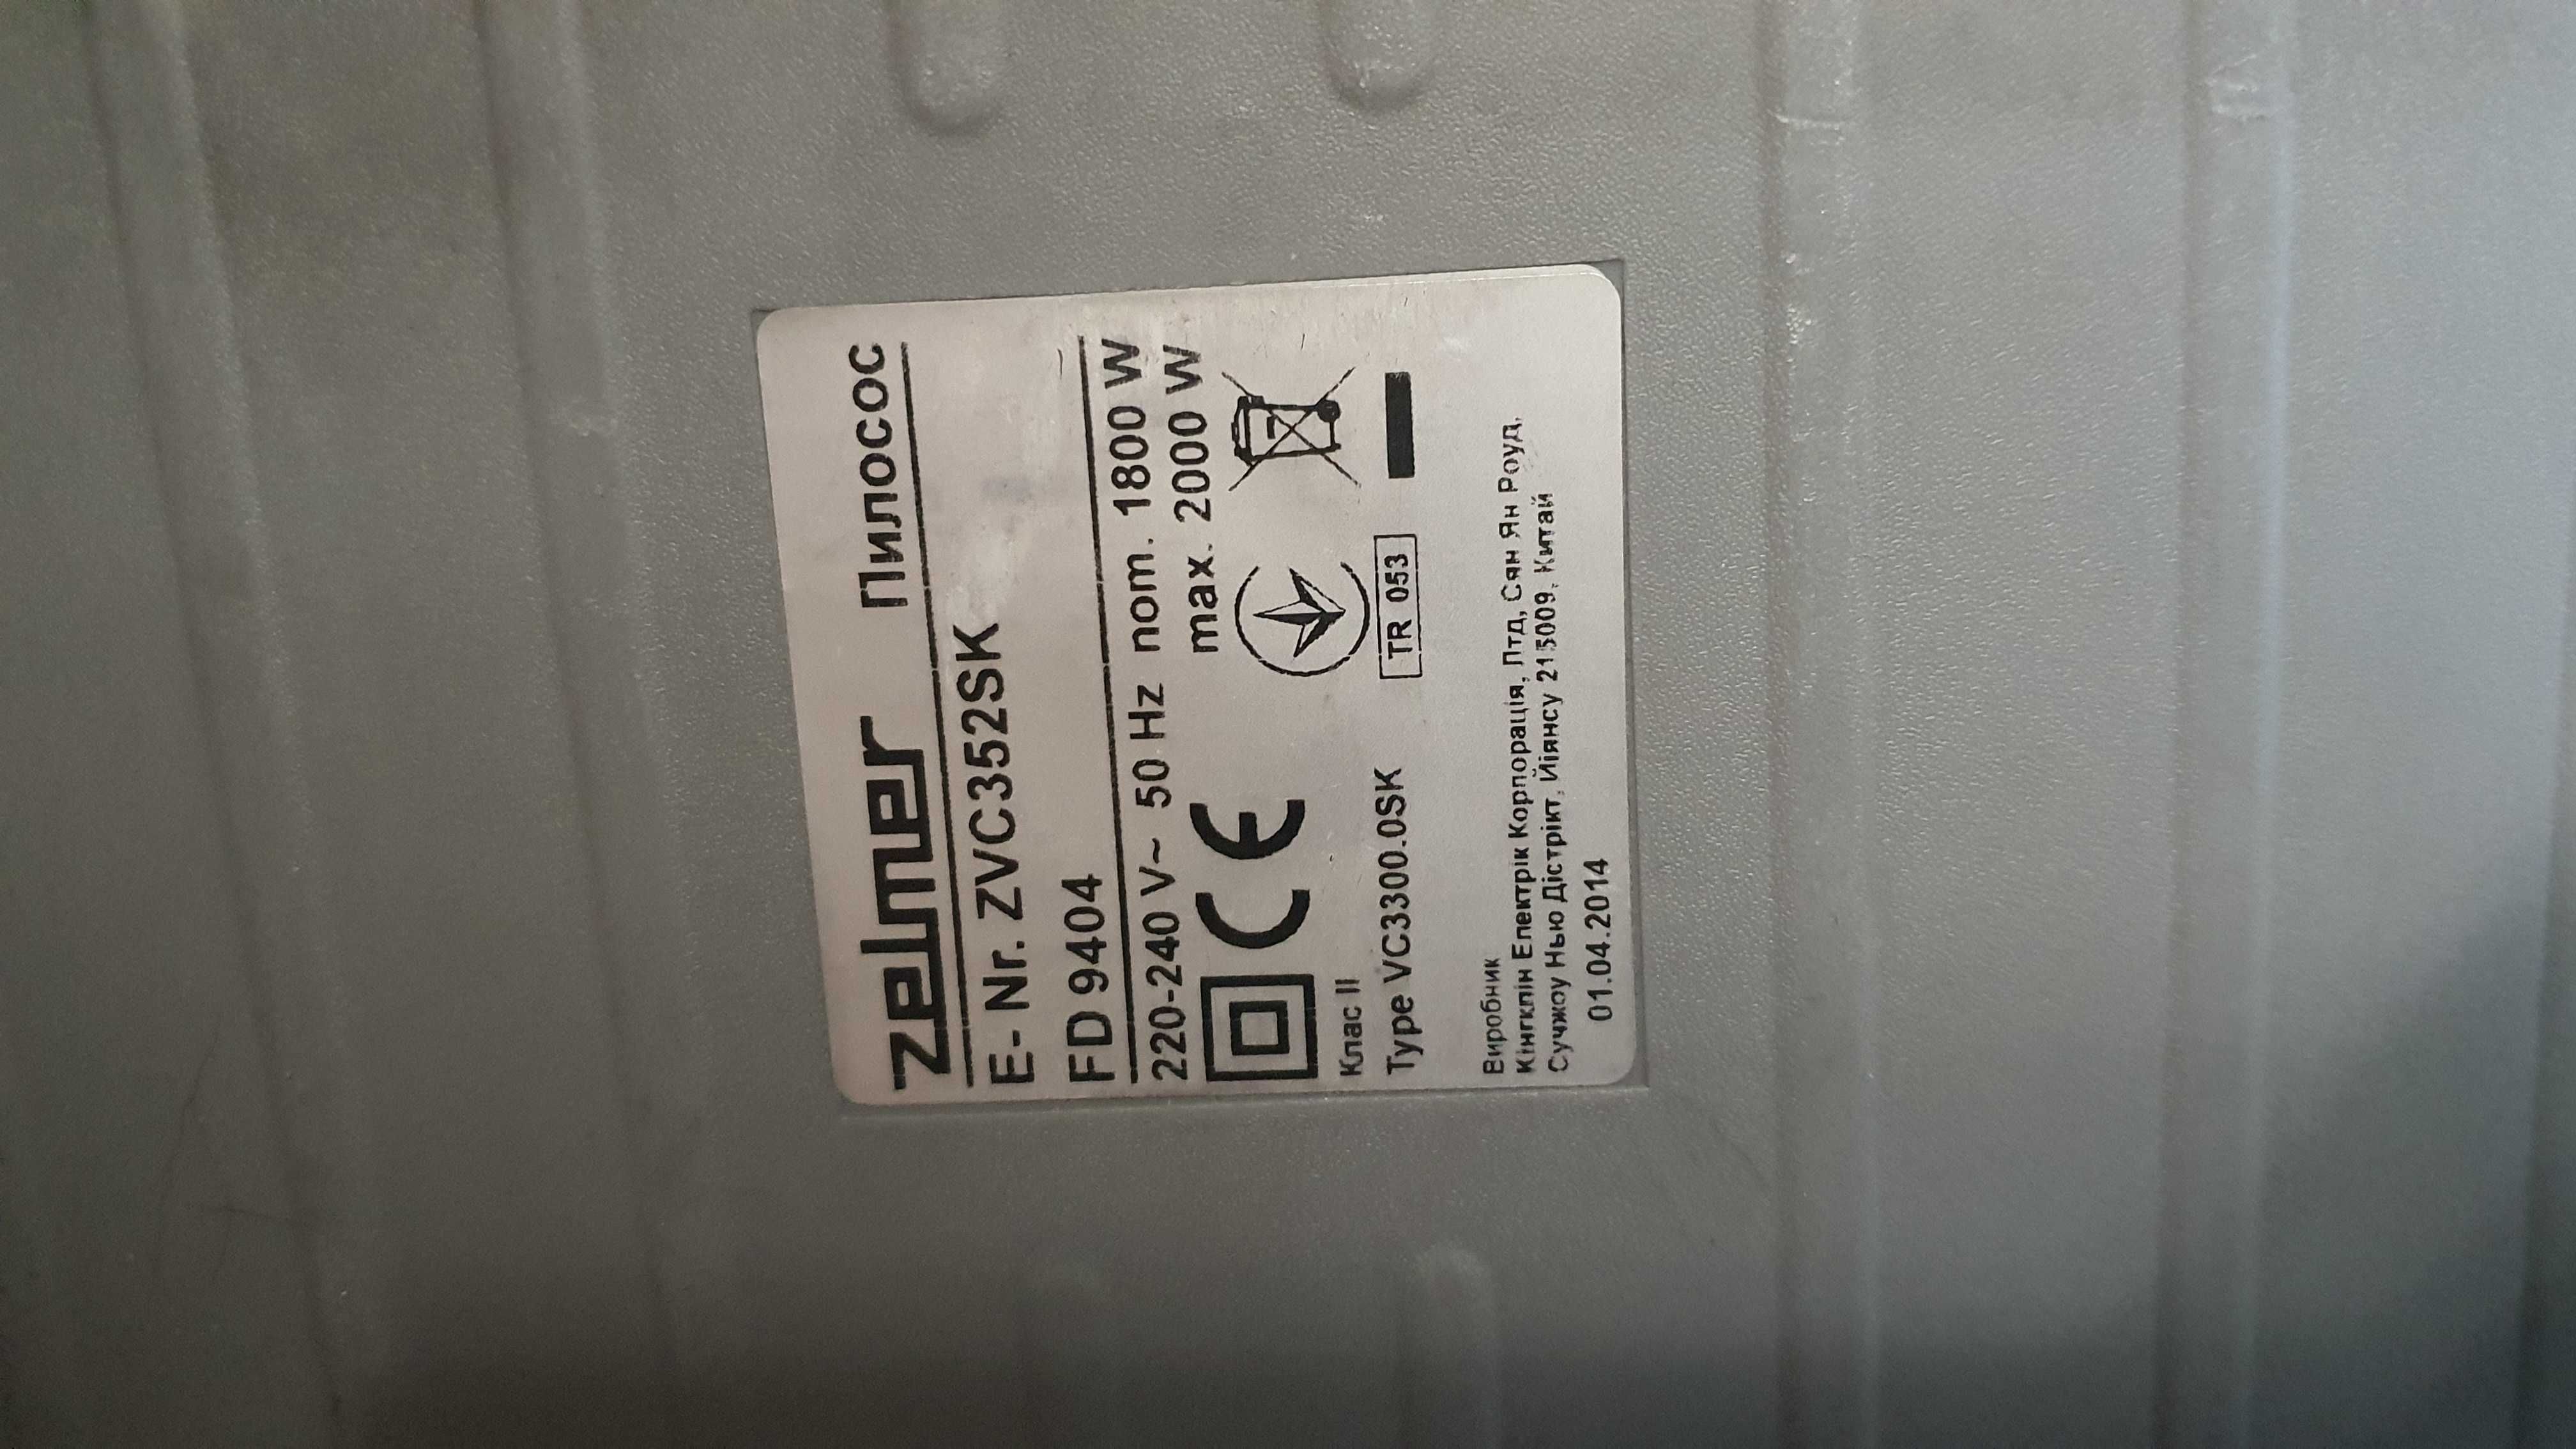 zelmer Пилосос
E- Nr. ZVC352SK
FD 9404
220-240 V~ 50 Hz nom. 1800 W
max. 2000 W
CE
Клас II
TR 053
Type VC3300.0SK
Виробник
Кінгклін Електрік Корпорація, Лтд, Сян Ян Роуд,
Сучжоу Нью Дістрікт, Йіянсу 215009, Китай
01.04.2014